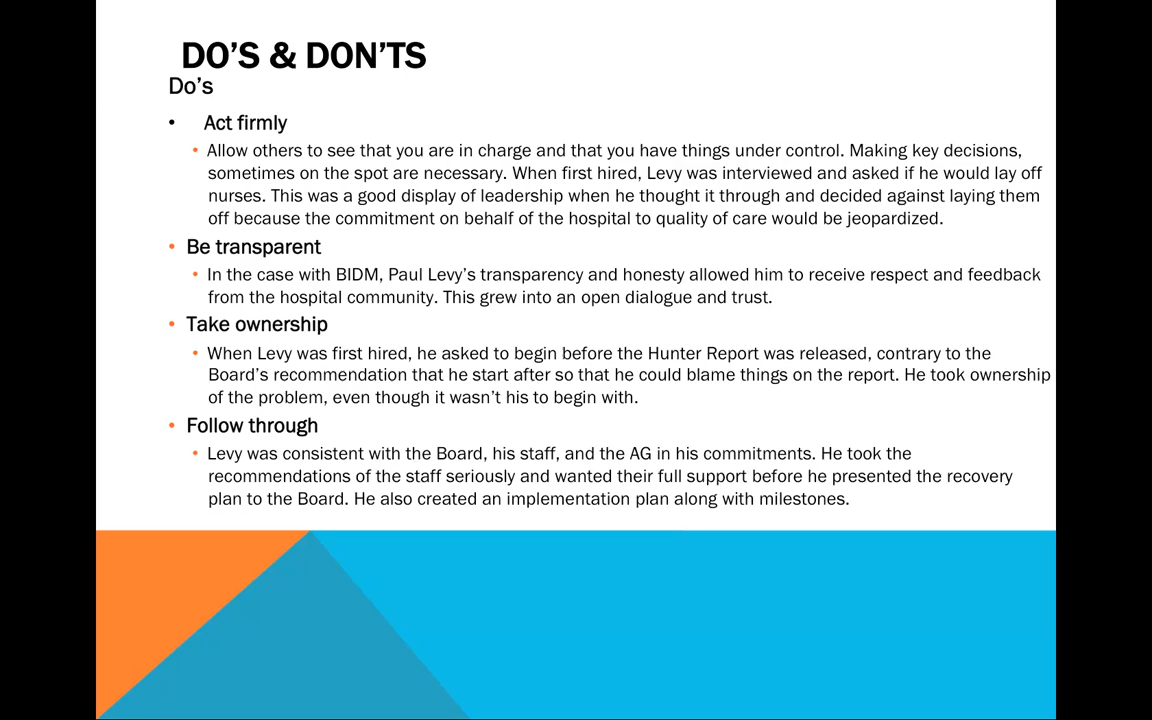 DO’S & DON’TS
Do’s
• Act firmly
• Allow others to see that you are in charge and that you have things under control. Making key decisions,
sometimes on the spot are necessary. When first hired, Levy was interviewed and asked if he would lay off
nurses. This was a good display of leadership when he thought it through and decided against laying them
off because the commitment on behalf of the hospital to quality of care would be jeopardized.
• Be transparent
• In the case with BIDM, Paul Levy’s transparency and honesty allowed him to receive respect and feedback
from the hospital community. This grew into an open dialogue and trust.
• Take ownership
• When Levy was first hired, he asked to begin before the Hunter Report was released, contrary to the
Board’s recommendation that he start after so that he could blame things on the report. He took ownership
of the problem, even though it wasn’t his to begin with.
• Follow through
• Levy was consistent with the Board, his staff, and the AG in his commitments. He took the
recommendations of the staff seriously and wanted their full support before he presented the recovery
plan to the Board. He also created an implementation plan along with milestones.